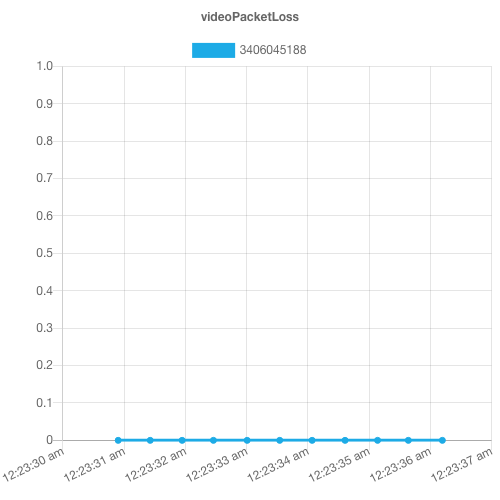 videoPacketLoss
3406045188
1.0
0.9
0.8
0.7
0.6
0.5
0.4
0.3
0.2
0.1
0
12:23:30 am
12:23:31 am
12:23:32 am
12:23:33 am
12:23:34 am
12:23:35 am
12:23:36 am
12:23:37 am